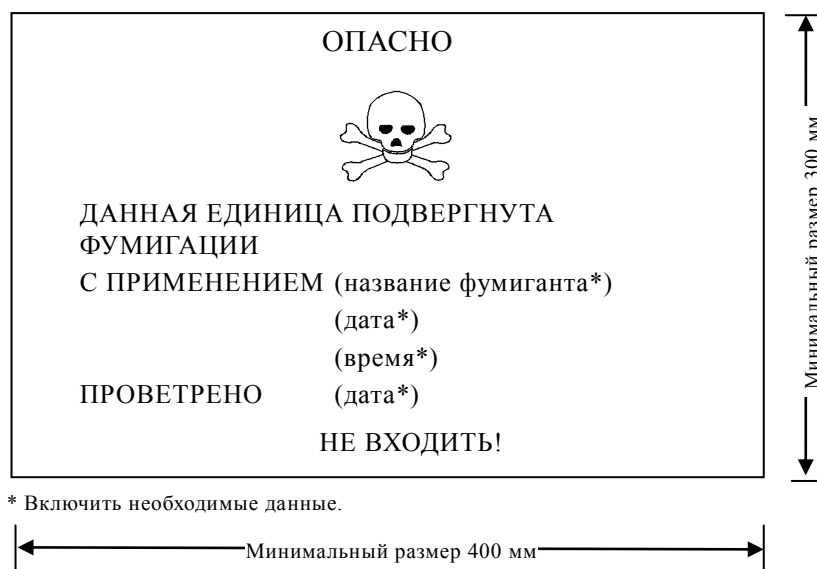 ОПАСНО
ДАННАЯ ЕДИНИЦА ПОДВЕРГНУТА
ФУМИГАЦИИ
С ПРИМЕНЕНИЕМ (название фумиганта*)
(дата*)
(время*)
ПРОВЕТРЕНО (дата*)
НЕ ВХОДИТЬ!
Минимальный размер 300 мм
* Включить необходимые данные.
Минимальный размер 400 мм